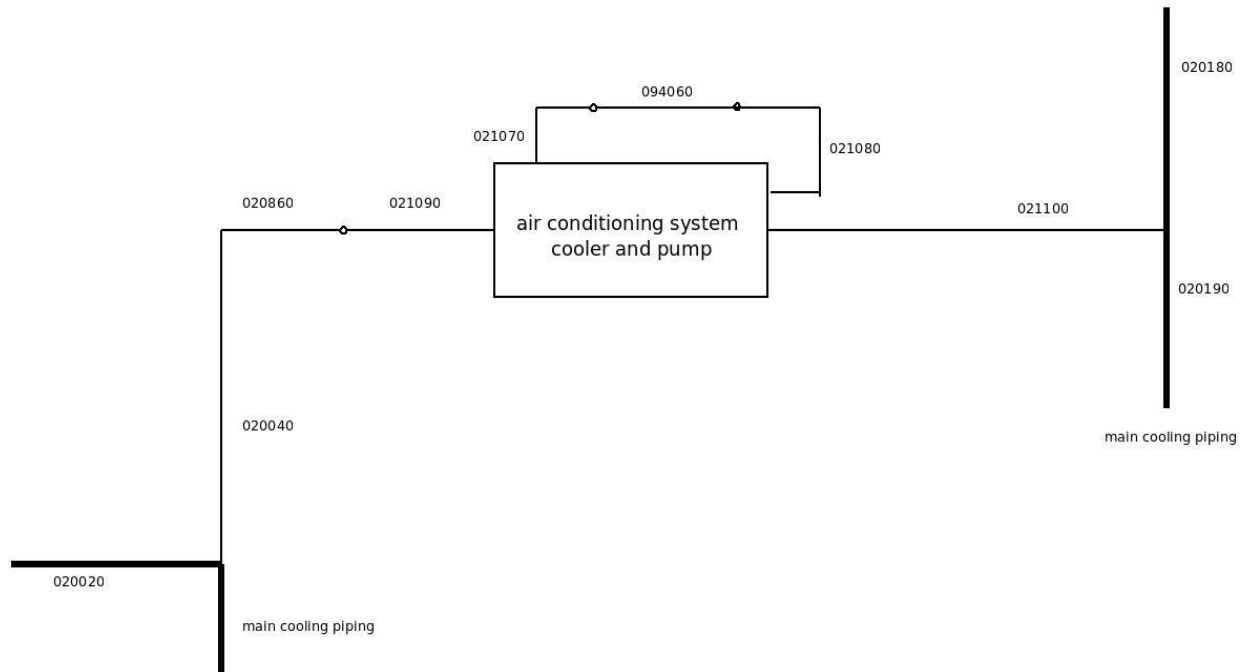 020180
094060
021070
021080
020860
021090
021100
air conditioning system
cooler and pump
020190
020040
main cooling piping
020020
main cooling piping